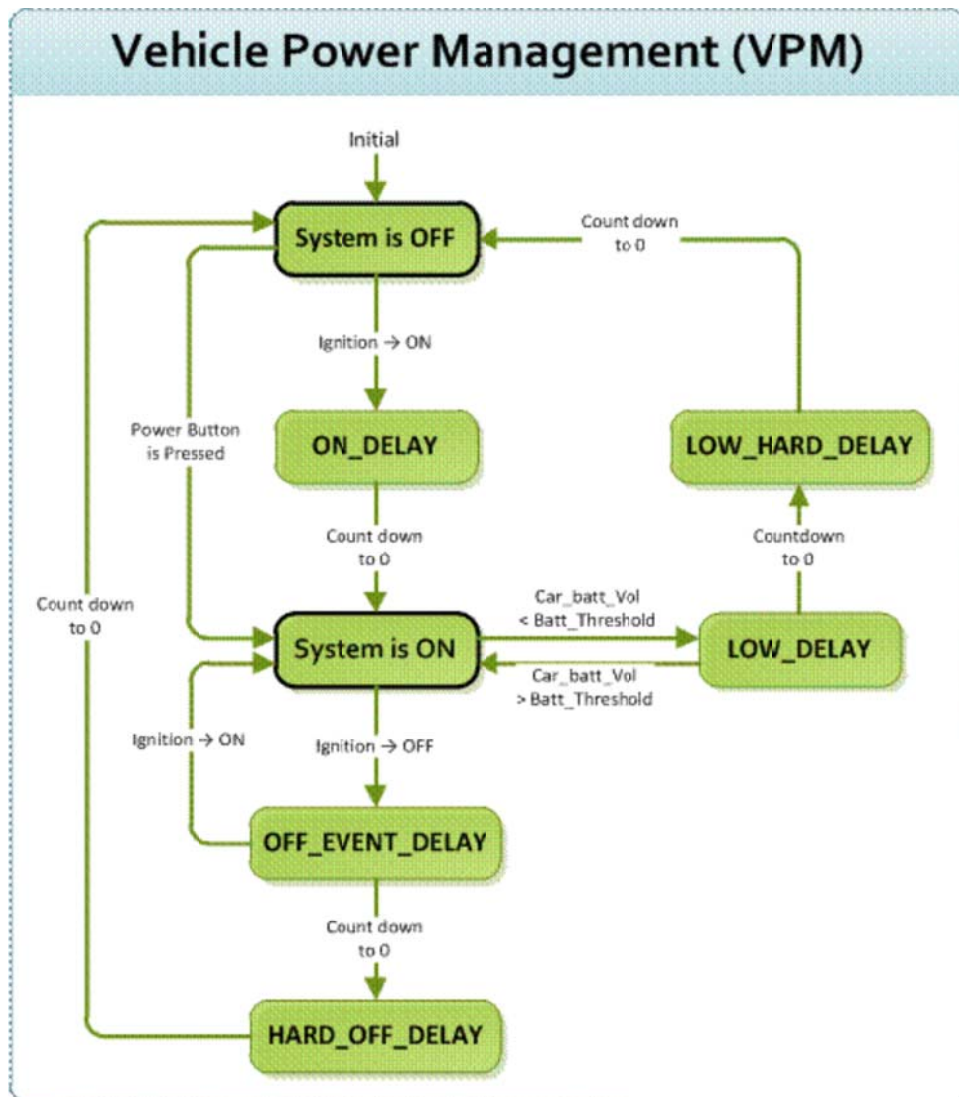 Vehicle Power Management (VPM)
Initial
System is OFF
Count down
to 0
Ignition → ON
Power Button
is Pressed
ON_DELAY
LOW_HARD_DELAY
Count down
to 0
Countdown
to 0
Count down
to 0
Car_batt_Vol
< Batt_Threshold
System is ON
LOW_DELAY
Car_batt_Vol
> Batt_Threshold
Ignition → ON
Ignition → OFF
OFF_EVENT_DELAY
Count down
to 0
HARD_OFF_DELAY